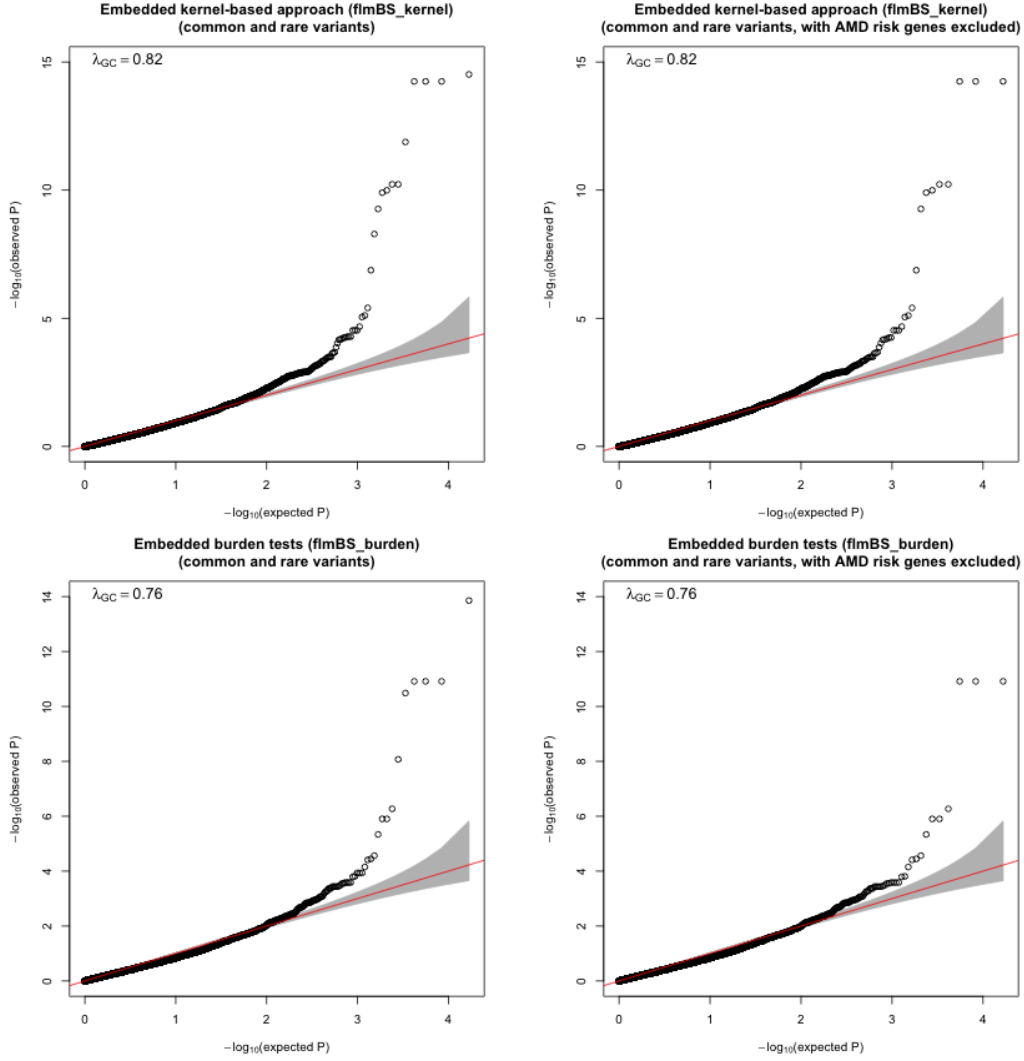 Embedded kernel-based approach (flmBS_kernel)
(common and rare variants)
λGC = 0.82
15
10
5
0
−log10(observed P)
0 1 2 3 4
−log10(expected P)
Embedded kernel-based approach (flmBS_kernel)
(common and rare variants, with AMD risk genes excluded)
λGC = 0.82
15
10
5
0
−log10(observed P)
0 1 2 3 4
−log10(expected P)
Embedded burden tests (flmBS_burden)
(common and rare variants)
λGC = 0.76
14
12
10
8
6
4
2
0
−log10(observed P)
0 1 2 3 4
−log10(expected P)
Embedded burden tests (flmBS_burden)
(common and rare variants, with AMD risk genes excluded)
λGC = 0.76
14
12
10
8
6
4
2
0
−log10(observed P)
0 1 2 3 4
−log10(expected P)